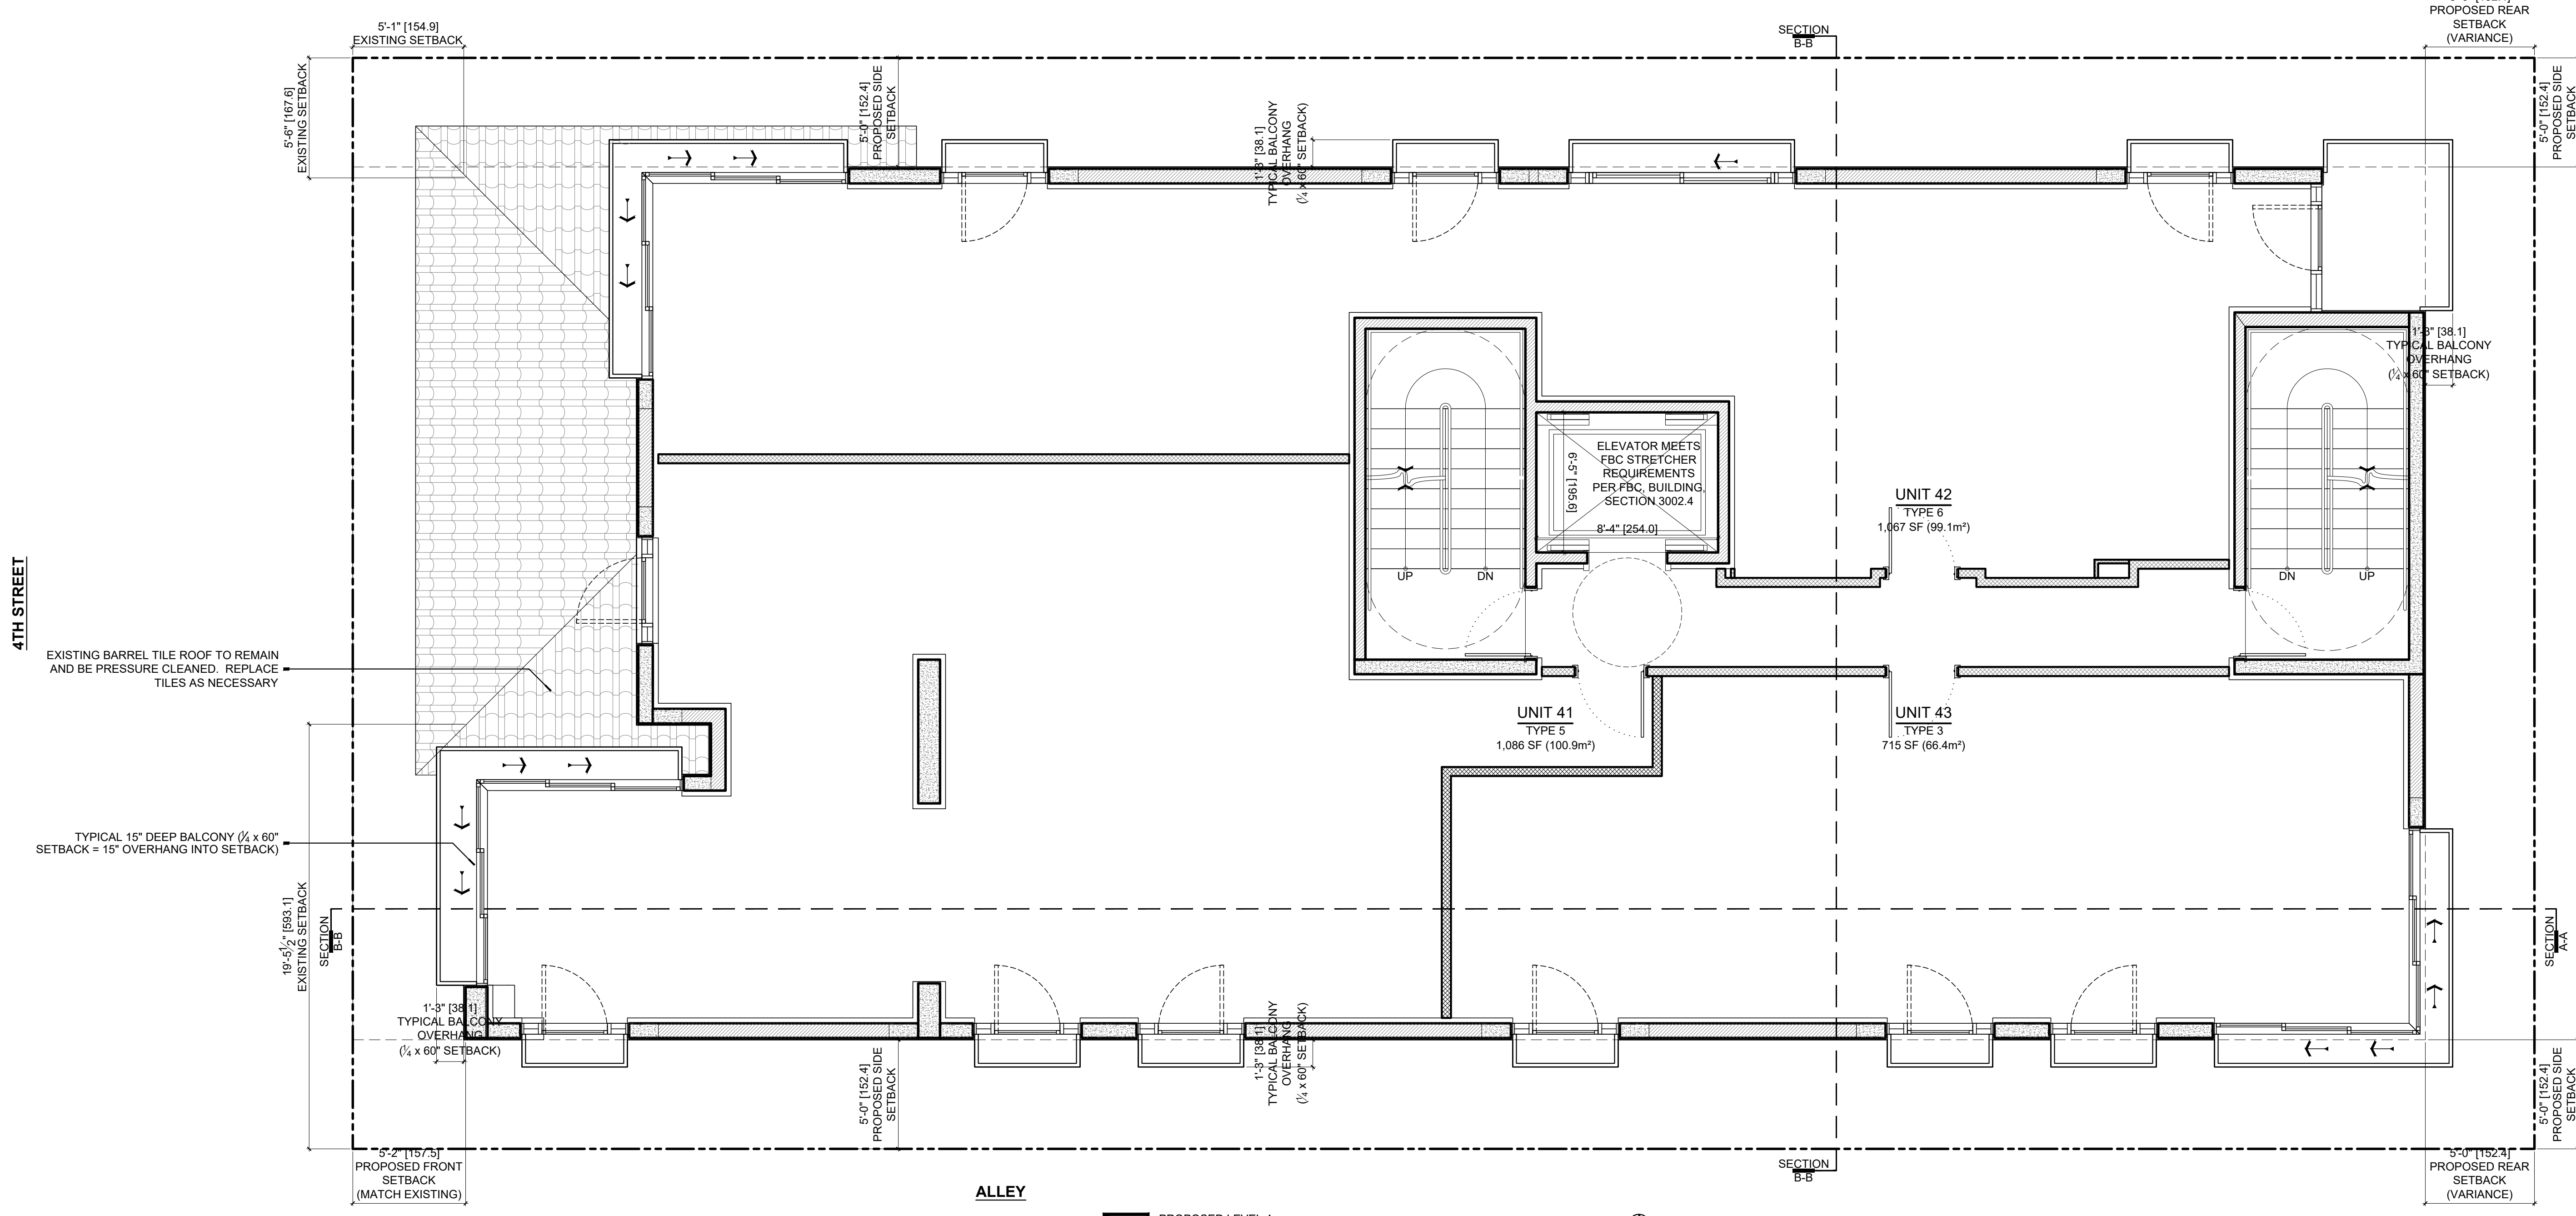 5'-1" [154.9]
EXISTING SETBACK
5'-6" [167.6]
EXISTING SETBACK
5'-0" [152.4]
PROPOSED SIDE
SETBACK
1'-3" [38.1]
TYPICAL BALCONY
OVERHANG
(¼ x 60" SETBACK)
SECTION
B-B
PROPOSED REAR
SETBACK
(VARIANCE)
5'-0" [152.4]
PROPOSED SIDE
SETBACK
1'-3" [38.1]
TYPICAL BALCONY
OVERHANG
(¼ x 60" SETBACK)
ELEVATOR MEETS
FBC STRETCHER
REQUIREMENTS
PER FBC, BUILDING,
SECTION 3002.4
6'-5" [195.6]
8'-4" [254.0]
UNIT 42
TYPE 6
1,067 SF (99.1m²)
UP
DN
DN
UP
4TH STREET
EXISTING BARREL TILE ROOF TO REMAIN
AND BE PRESSURE CLEANED. REPLACE
TILES AS NECESSARY
UNIT 41
TYPE 5
1,086 SF (100.9m²)
UNIT 43
TYPE 3
715 SF (66.4m²)
TYPICAL 15" DEEP BALCONY (¼ x 60"
SETBACK = 15" OVERHANG INTO SETBACK)
19'-5½" [593.1]
EXISTING SETBACK
SECTION
B-B
SECTION
A-A
1'-3" [38.1]
TYPICAL BALCONY
OVERHANG
(¼ x 60" SETBACK)
5'-0" [152.4]
PROPOSED SIDE
SETBACK
1'-3" [38.1]
TYPICAL BALCONY
OVERHANG
(¼ x 60" SETBACK)
5'-0" [152.4]
PROPOSED SIDE
SETBACK
5'-2" [157.5]
PROPOSED FRONT
SETBACK
(MATCH EXISTING)
ALLEY
SECTION
B-B
5'-0" [152.4]
PROPOSED REAR
SETBACK
(VARIANCE)